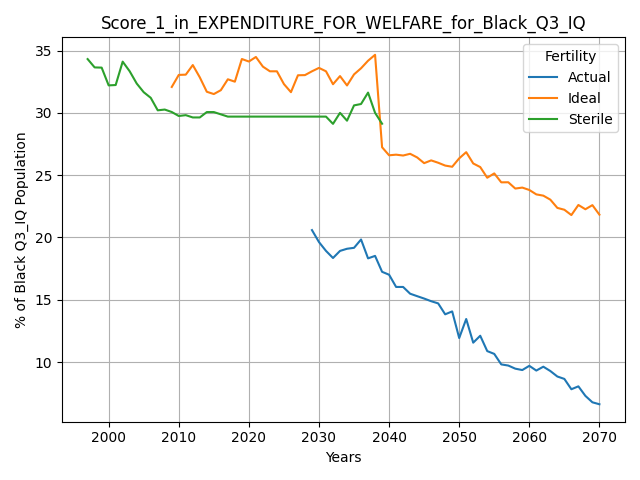 Score_1_in_EXPENDITURE_FOR_WELFARE_for_Black_Q3_IQ
% of Black Q3_IQ Population
35
30
25
20
15
10
Fertility
Actual
Ideal
Sterile
2000 2010 2020 2030 2040 2050 2060 2070
Years